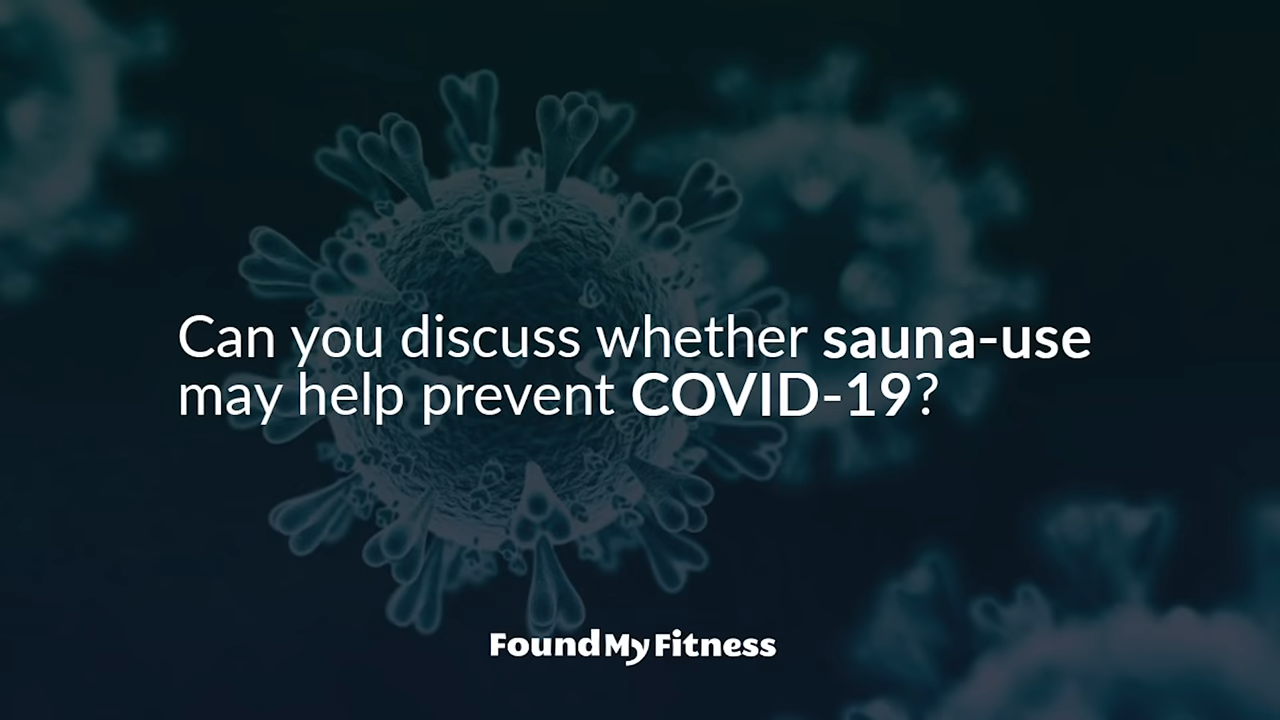 Can you discuss whether sauna-use
may help prevent COVID-19?
FoundMyFitness